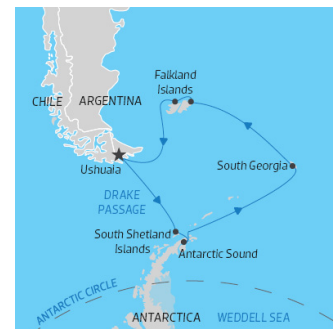 Falkland
Islands
CHILE
ARGENTINA
Ushuaia
South Georgia
DRAKE
PASSAGE
South Shetland
Islands
Antarctic Sound
ANTARCTIC CIRCLE
ANTARCTICA
WEDDELL SEA